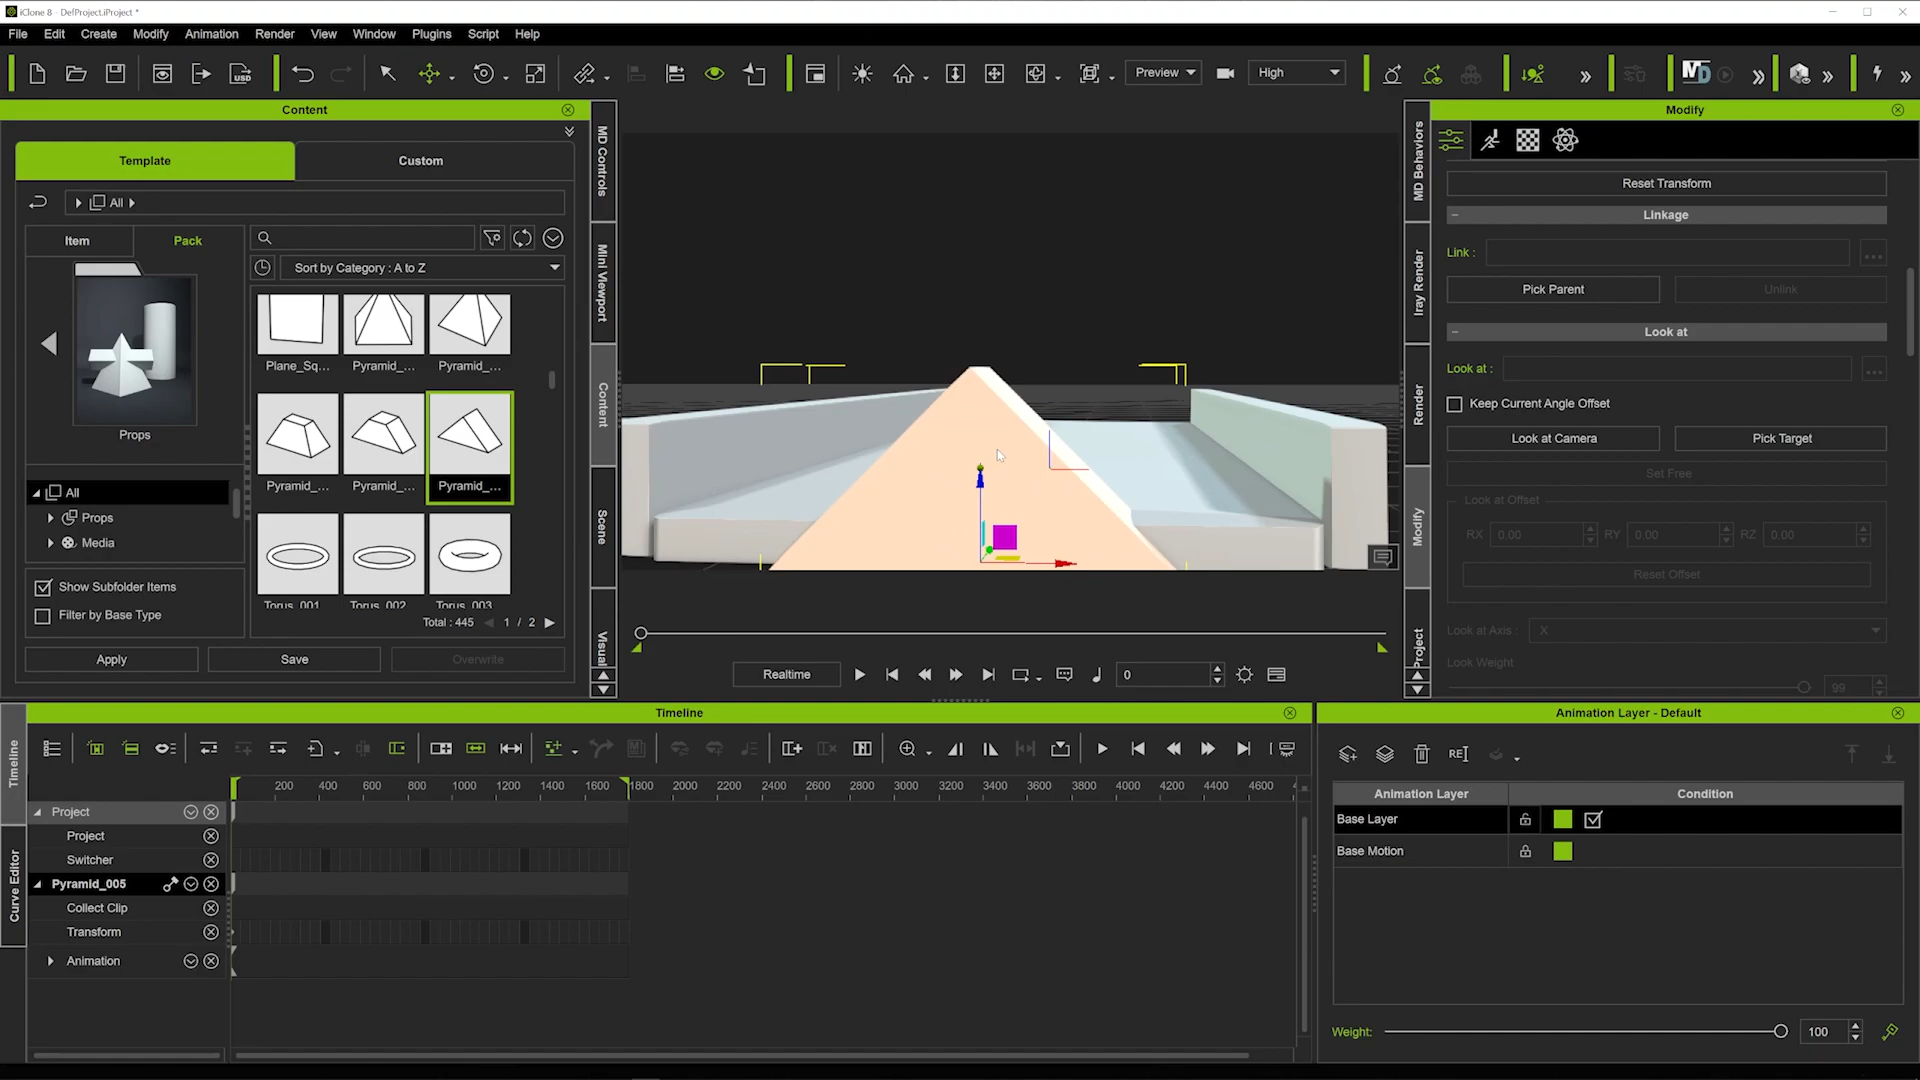 iClone 8 - DefProject.iProject *
File Edit Create Modify Animation Render View Window Plugins Script Help
USD
Preview
High
MD
Content
Template
Custom
All
Item
Pack
Sort by Category : A to Z
Props
Plane_Sq...
Pyramid_...
Pyramid_...
Pyramid_...
Pyramid_...
Pyramid_...
Torus_001
Torus_002
Torus_003
All
Props
Media
Show Subfolder Items
Filter by Base Type
Total : 445
1 / 2
Apply
Save
Overwrite
MD Controls
Mini Viewport
Content
Scene
Visual
Realtime
0
MD Behaviors
Iray Render
Render
Modify
Project
Modify
Reset Transform
Linkage
Link :
...
Pick Parent
Unlink
Look at
Look at :
...
Keep Current Angle Offset
Look at Camera
Pick Target
Set Free
Look at Offset
RX 0.00
RY 0.00
RZ 0.00
Reset Offset
Look at Axis : X
Look Weight
99
Timeline
Timeline
Curve Editor
200 400 600 800 1000 1200 1400 1600 1800 2000 2200 2400 2600 2800 3000 3200 3400 3600 3800 4000 4200 4400 4600
Project
Project
Switcher
Pyramid_005
Collect Clip
Transform
Animation
Animation Layer - Default
REI
Animation Layer
Condition
Base Layer
Base Motion
Weight:
100